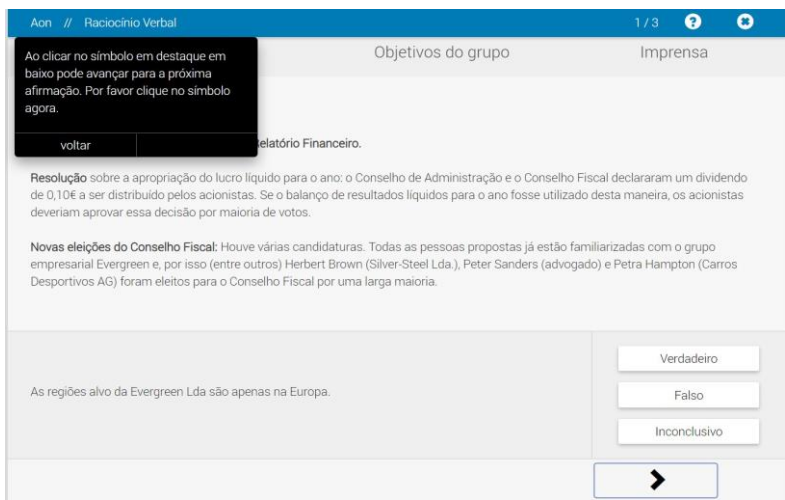 Aon // Raciocínio Verbal 1 / 3 ?
Objetivos do grupo Imprensa
Ao clicar no símbolo em destaque em
baixo pode avançar para a próxima
afirmação. Por favor clique no símbolo
agora.
voltar
Relatório Financeiro.
Resolução sobre a apropriação do lucro líquido para o ano: o Conselho de Administração e o Conselho Fiscal declararam um dividendo
de 0,10€ a ser distribuído pelos acionistas. Se o balanço de resultados líquidos para o ano fosse utilizado desta maneira, os acionistas
deveriam aprovar essa decisão por maioria de votos.
Novas eleições do Conselho Fiscal: Houve várias candidaturas. Todas as pessoas propostas já estão familiarizadas com o grupo
empresarial Evergreen e, por isso (entre outros) Herbert Brown (Silver-Steel Lda.), Peter Sanders (advogado) e Petra Hampton (Carros
Desportivos AG) foram eleitos para o Conselho Fiscal por uma larga maioria.
As regiões alvo da Evergreen Lda são apenas na Europa.
Verdadeiro
Falso
Inconclusivo